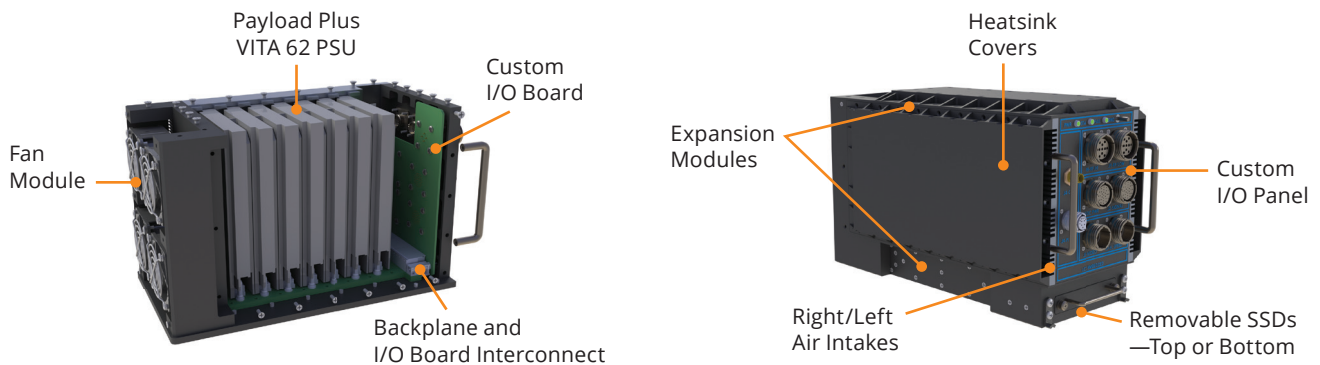 Payload Plus
VITA 62 PSU
Custom
I/O Board
Fan
Module
Backplane and
I/O Board Interconnect
Heatsink
Covers
Expansion
Modules
Custom
I/O Panel
Right/Left
Air Intakes
Removable SSDs
—Top or Bottom